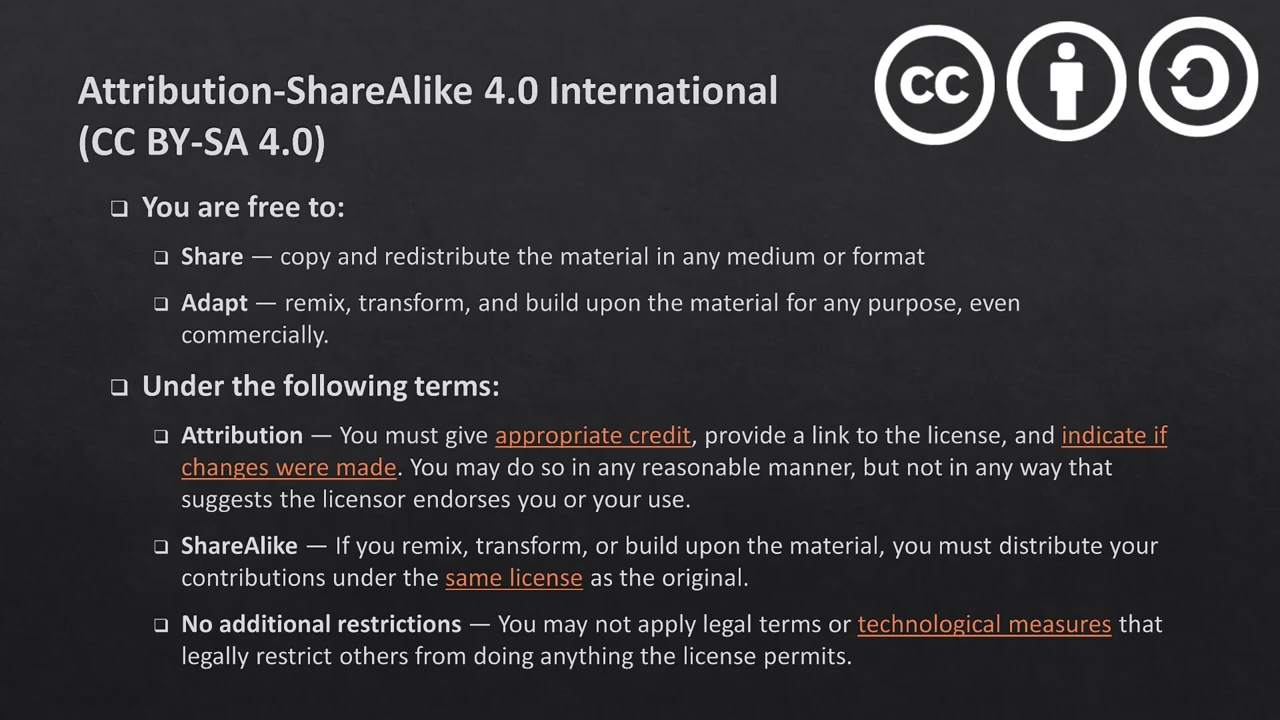 Attribution-ShareAlike 4.0 International
(CC BY-SA 4.0)
cc
You are free to:
Share — copy and redistribute the material in any medium or format
Adapt — remix, transform, and build upon the material for any purpose, even
commercially.
Under the following terms:
Attribution — You must give appropriate credit, provide a link to the license, and indicate if
changes were made. You may do so in any reasonable manner, but not in any way that
suggests the licensor endorses you or your use.
ShareAlike — If you remix, transform, or build upon the material, you must distribute your
contributions under the same license as the original.
No additional restrictions — You may not apply legal terms or technological measures that
legally restrict others from doing anything the license permits.